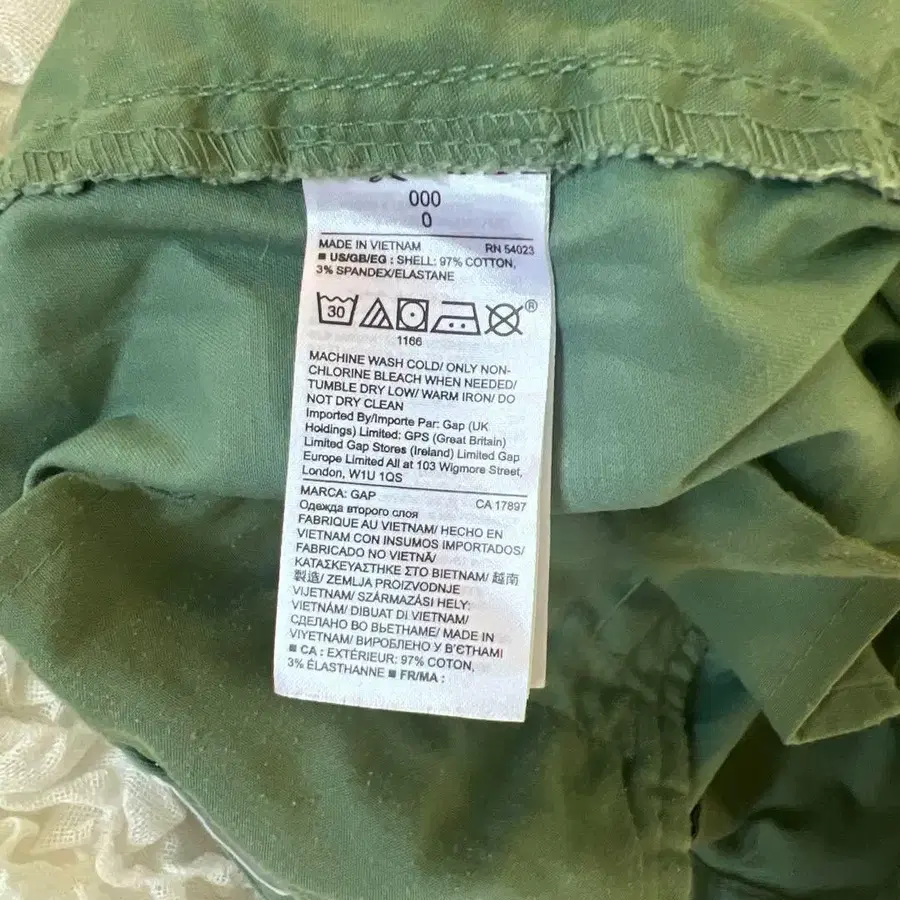 000
0
MADE IN VIETNAM RN 54023
■ US/GB/EG : SHELL: 97% COTTON,
3% SPANDEX/ELASTANE
30
®
1166
MACHINE WASH COLD/ ONLY NON-
CHLORINE BLEACH WHEN NEEDED/
TUMBLE DRY LOW/ WARM IRON/ DO
NOT DRY CLEAN
Imported By/Importe Par: Gap (UK
Holdings) Limited: GPS (Great Britain)
Limited Gap Stores (Ireland) Limited Gap
Europe Limited All at 103 Wigmore Street,
London, W1U 1QS
MARCA: GAP CA 17897
Одежда второго слоя
FABRIQUE AU VIETNAM/ HECHO EN
VIETNAM CON INSUMOS IMPORTADOS/
FABRICADO NO VIETNÃ/
ΚΑΤΑΣΚΕΥΑΣΤΗΚΕ ΣΤΟ ΒΙΕΤΝΑΜ/ 越南
製造/ ZEMLJA PROIZVODNJE
VIJETNAM/ SZÁRMAZÁSI HELY:
VIETNÁM/ DIBUAT DI VIETNAM/
СДЕЛАНО ВО ВЬЕТНАМЕ/ MADE IN
VIYETNAM/ ВИРОБЛЕНО У В'ЄТНАМІ
■ CA : EXTÉRIEUR: 97% COTON,
3% ÉLASTHANNE ■ FR/MA :